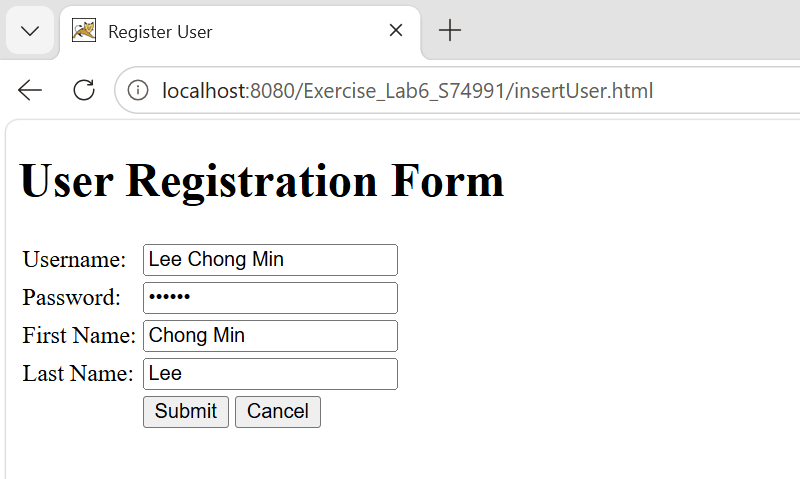 Register User
localhost:8080/Exercise_Lab6_S74991/insertUser.html
User Registration Form
Username: Lee Chong Min
Password: ••••••
First Name: Chong Min
Last Name: Lee
Submit Cancel